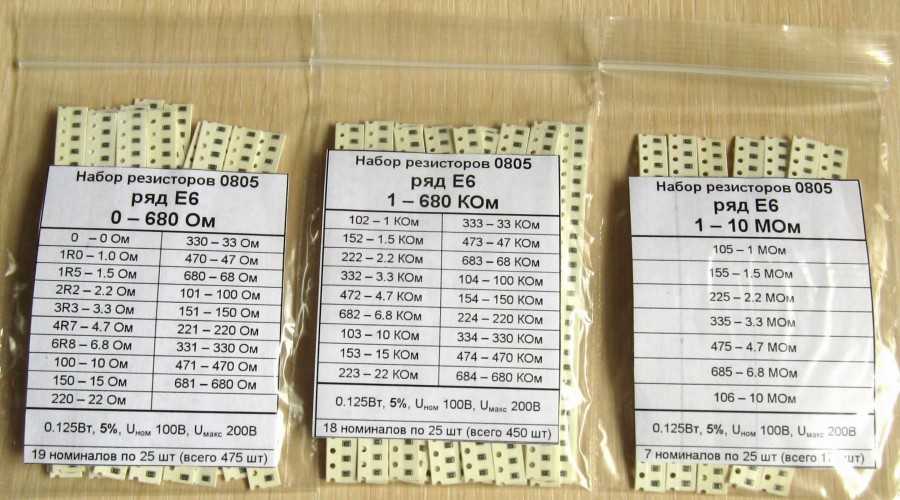 Набор резисторов 0805
ряд Е6
0 – 680 Ом
0 – 0 Ом
1R0 – 1.0 Ом
1R5 – 1.5 Ом
2R2 – 2.2 Ом
3R3 – 3.3 Ом
4R7 – 4.7 Ом
6R8 – 6.8 Ом
100 – 10 Ом
150 – 15 Ом
220 – 22 Ом
330 – 33 Ом
470 – 47 Ом
680 – 68 Ом
101 – 100 Ом
151 – 150 Ом
221 – 220 Ом
331 – 330 Ом
471 – 470 Ом
681 – 680 Ом
0.125Вт, 5%, Uном 100В, Uмакс 200В
19 номиналов по 25 шт (всего 475 шт)
Набор резисторов 0805
ряд Е6
1 – 680 КОм
102 – 1 КОм
152 – 1.5 КОм
222 – 2.2 КОм
332 – 3.3 КОм
472 – 4.7 КОм
682 – 6.8 КОм
103 – 10 КОм
153 – 15 КОм
223 – 22 КОм
333 – 33 КОм
473 – 47 КОм
683 – 68 КОм
104 – 100 КОм
154 – 150 КОм
224 – 220 КОм
334 – 330 КОм
474 – 470 КОм
684 – 680 КОм
0.125Вт, 5%, Uном 100В, Uмакс 200В
18 номиналов по 25 шт (всего 450 шт)
Набор резисторов 0805
ряд Е6
1 – 10 МОм
105 – 1 МОм
155 – 1.5 МОм
225 – 2.2 МОм
335 – 3.3 МОм
475 – 4.7 МОм
685 – 6.8 МОм
106 – 10 МОм
0.125Вт, 5%, Uном 100В, Uмакс 200В
7 номиналов по 25 шт (всего шт)